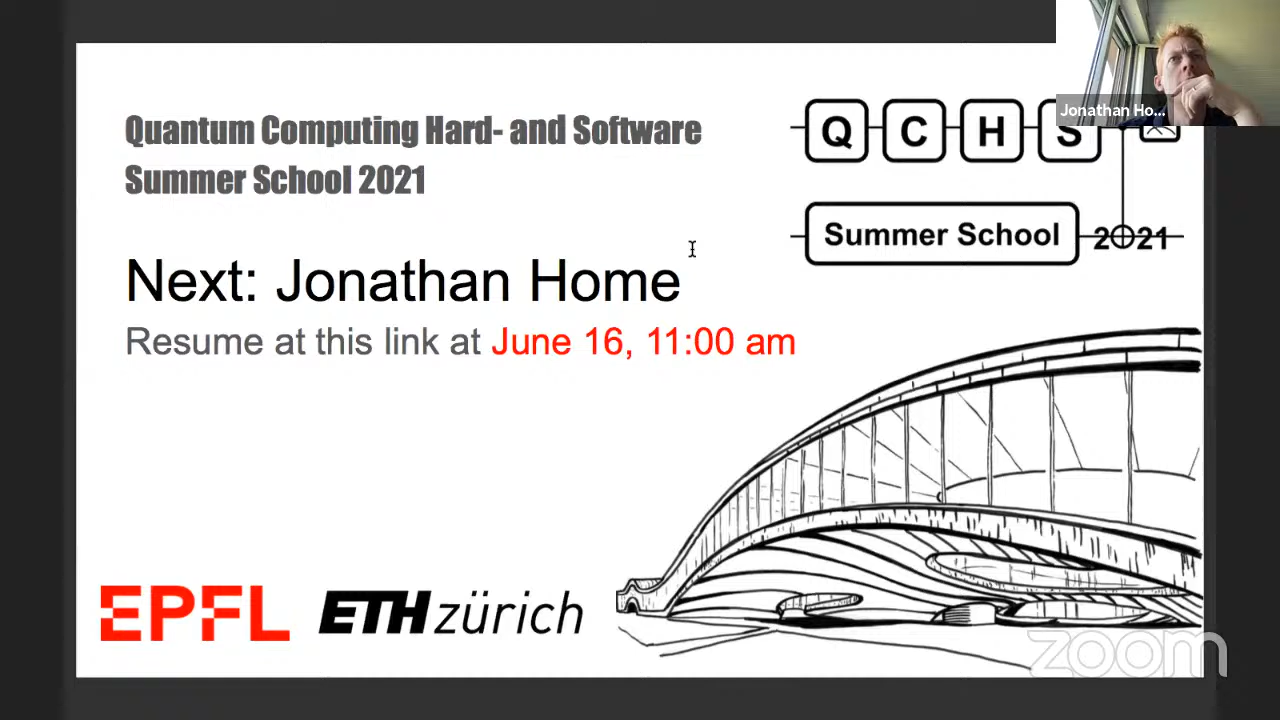 Jonathan Ho...
Quantum Computing Hard- and Software
Summer School 2021
Q C H S
Summer School 2021
Next: Jonathan Home
Resume at this link at June 16, 11:00 am
EPFL ETH zürich
zoom